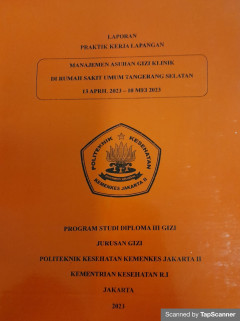 LAPORAN
PRAKTIK KERJA LAPANGAN
MANAJEMEN ASUHAN GIZI KLINIK
DI RUMAH SAKIT UMUM TANGERANG SELATAN
13 APRIL 2023 – 10 MEI 2023
POLITEKNIK KESEHATAN
KEMENKES JAKARTA II
PROGRAM STUDI DIPLOMA III GIZI
JURUSAN GIZI
POLITEKNIK KESEHATAN KEMENKES JAKARTA II
KEMENTRIAN KESEHATAN R.I
JAKARTA
2023
Scanned by TapScanner